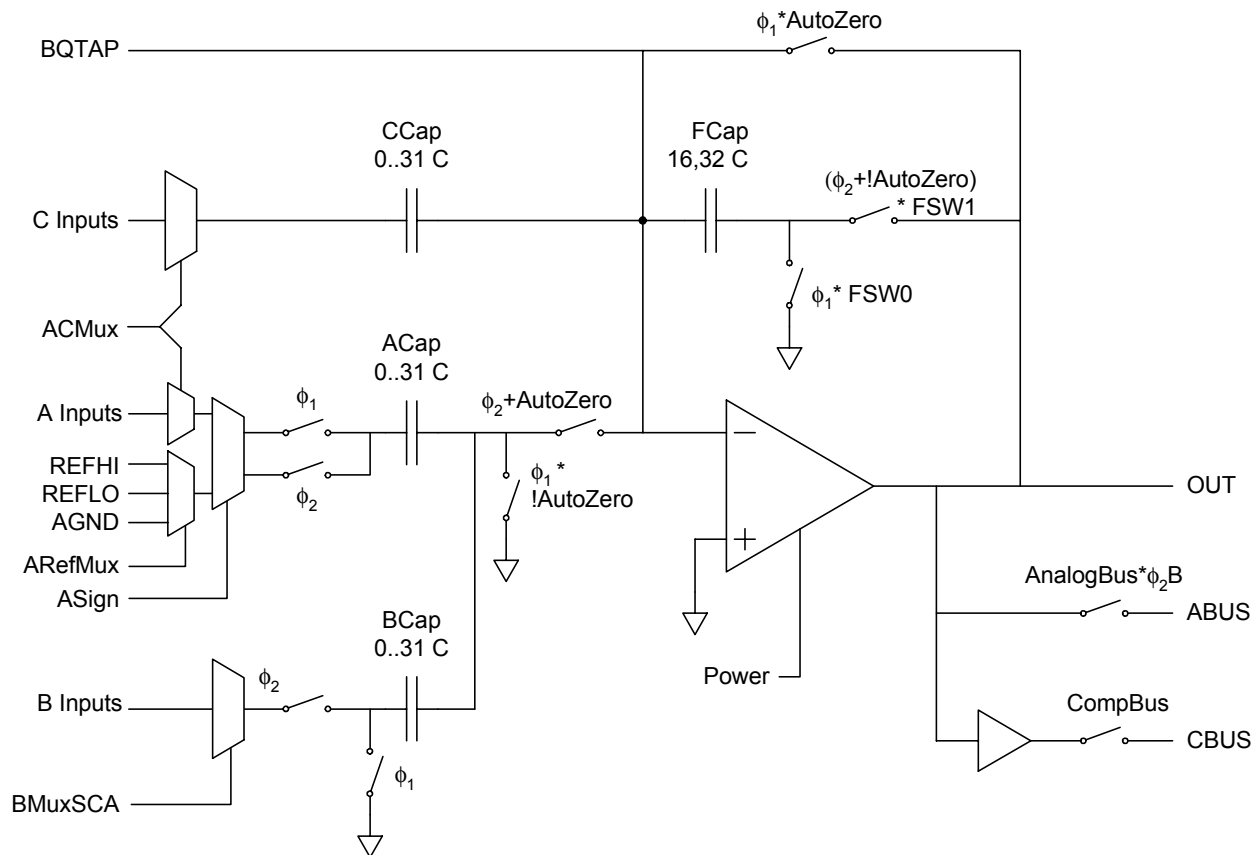 ϕ1*AutoZero
BQTAP
CCap
0..31 C
FCap
16,32 C
(ϕ2+!AutoZero)
* FSW1
C Inputs
ϕ1* FSW0
ACMux
ACap
0..31 C
A Inputs
ϕ1
ϕ2+AutoZero
REFHI
REFLO
AGND
ϕ2
ϕ1 *
!AutoZero
−
+
OUT
ARefMux
ASign
AnalogBus*ϕ2B
ABUS
BCap
0..31 C
Power
B Inputs
ϕ2
CompBus
CBUS
ϕ1
BMuxSCA